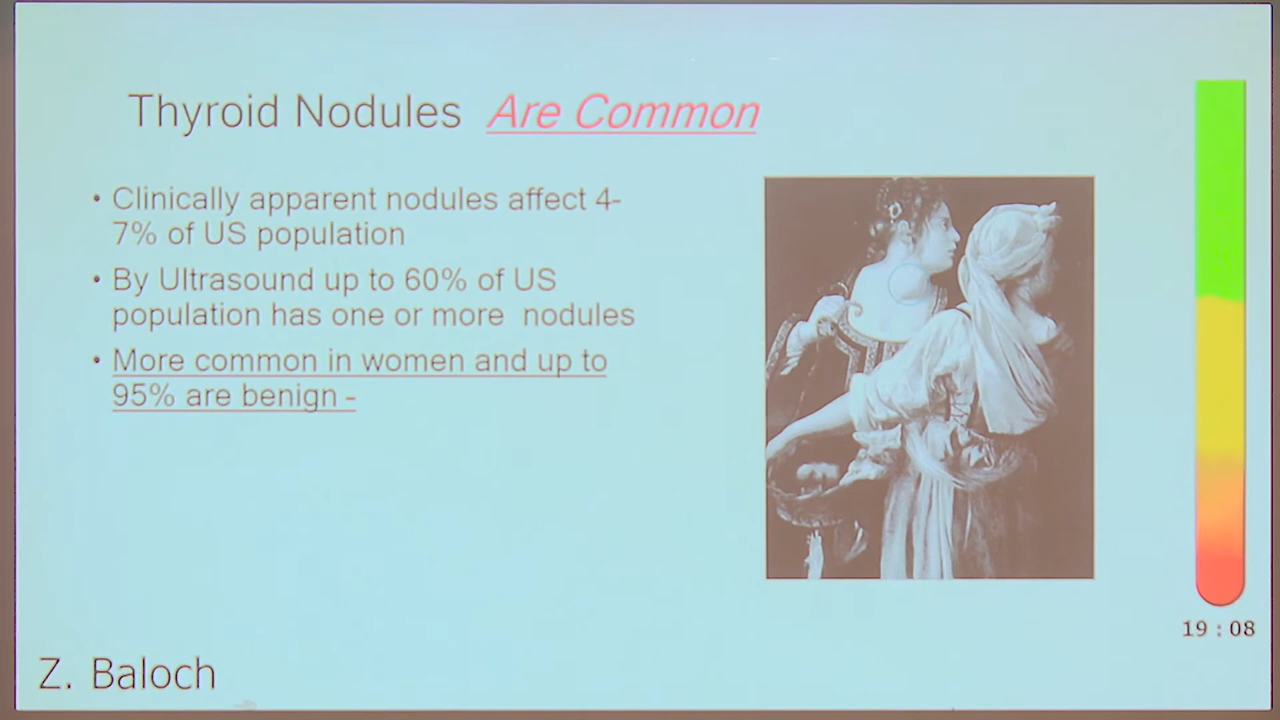 Thyroid Nodules Are Common
• Clinically apparent nodules affect 4-
7% of US population
• By Ultrasound up to 60% of US
population has one or more nodules
• More common in women and up to
95% are benign -
19 : 08
Z. Baloch